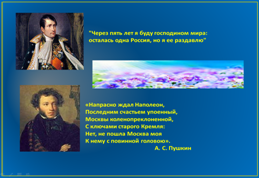 "Через пять лет я буду господином мира:
осталась одна Россия, но я ее раздавлю"
«Напрасно ждал Наполеон,
Последним счастьем упоенный,
Москвы коленопреклоненной,
С ключами старого Кремля:
Нет, не пошла Москва моя
К нему с повинной головою».
А. С. Пушкин